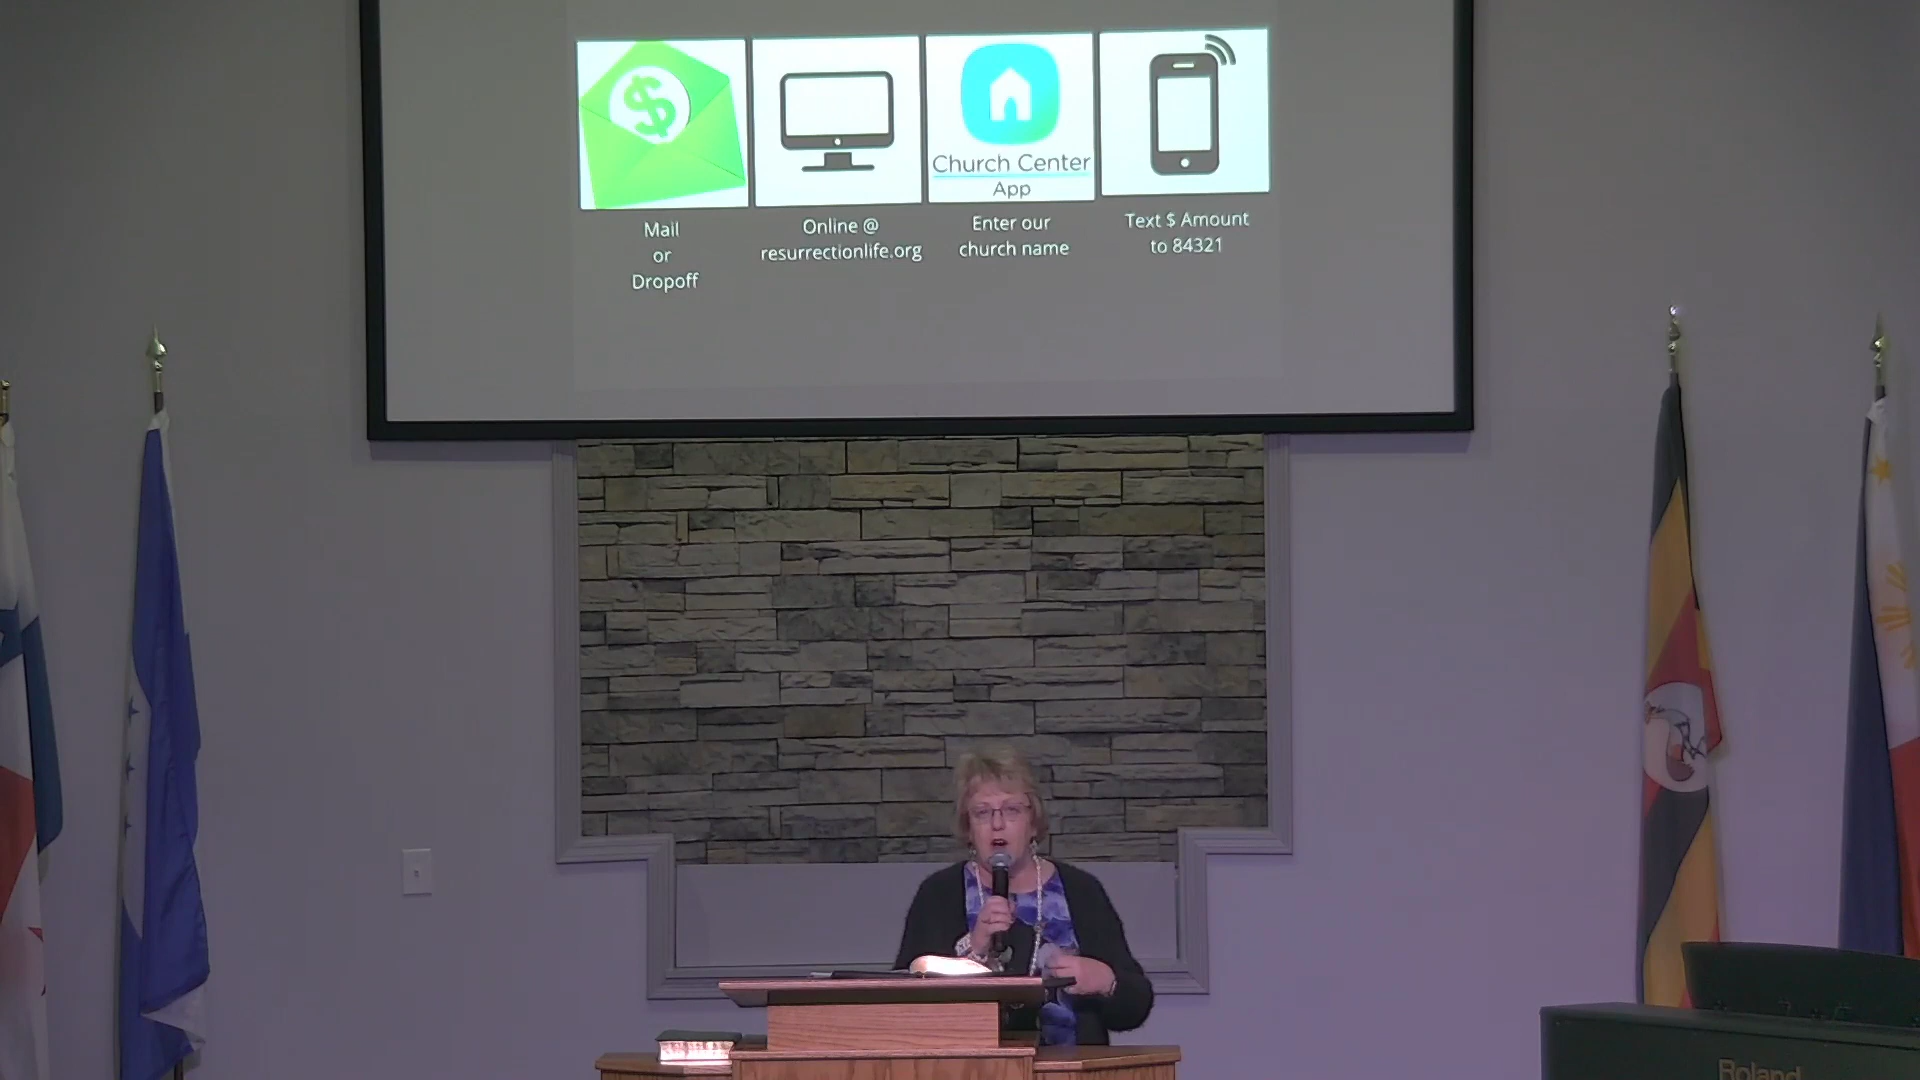 $
Church Center
App
Mail
or
Dropoff
Online @
resurrectionlife.org
Enter our
church name
Text $ Amount
to 84321
Roland